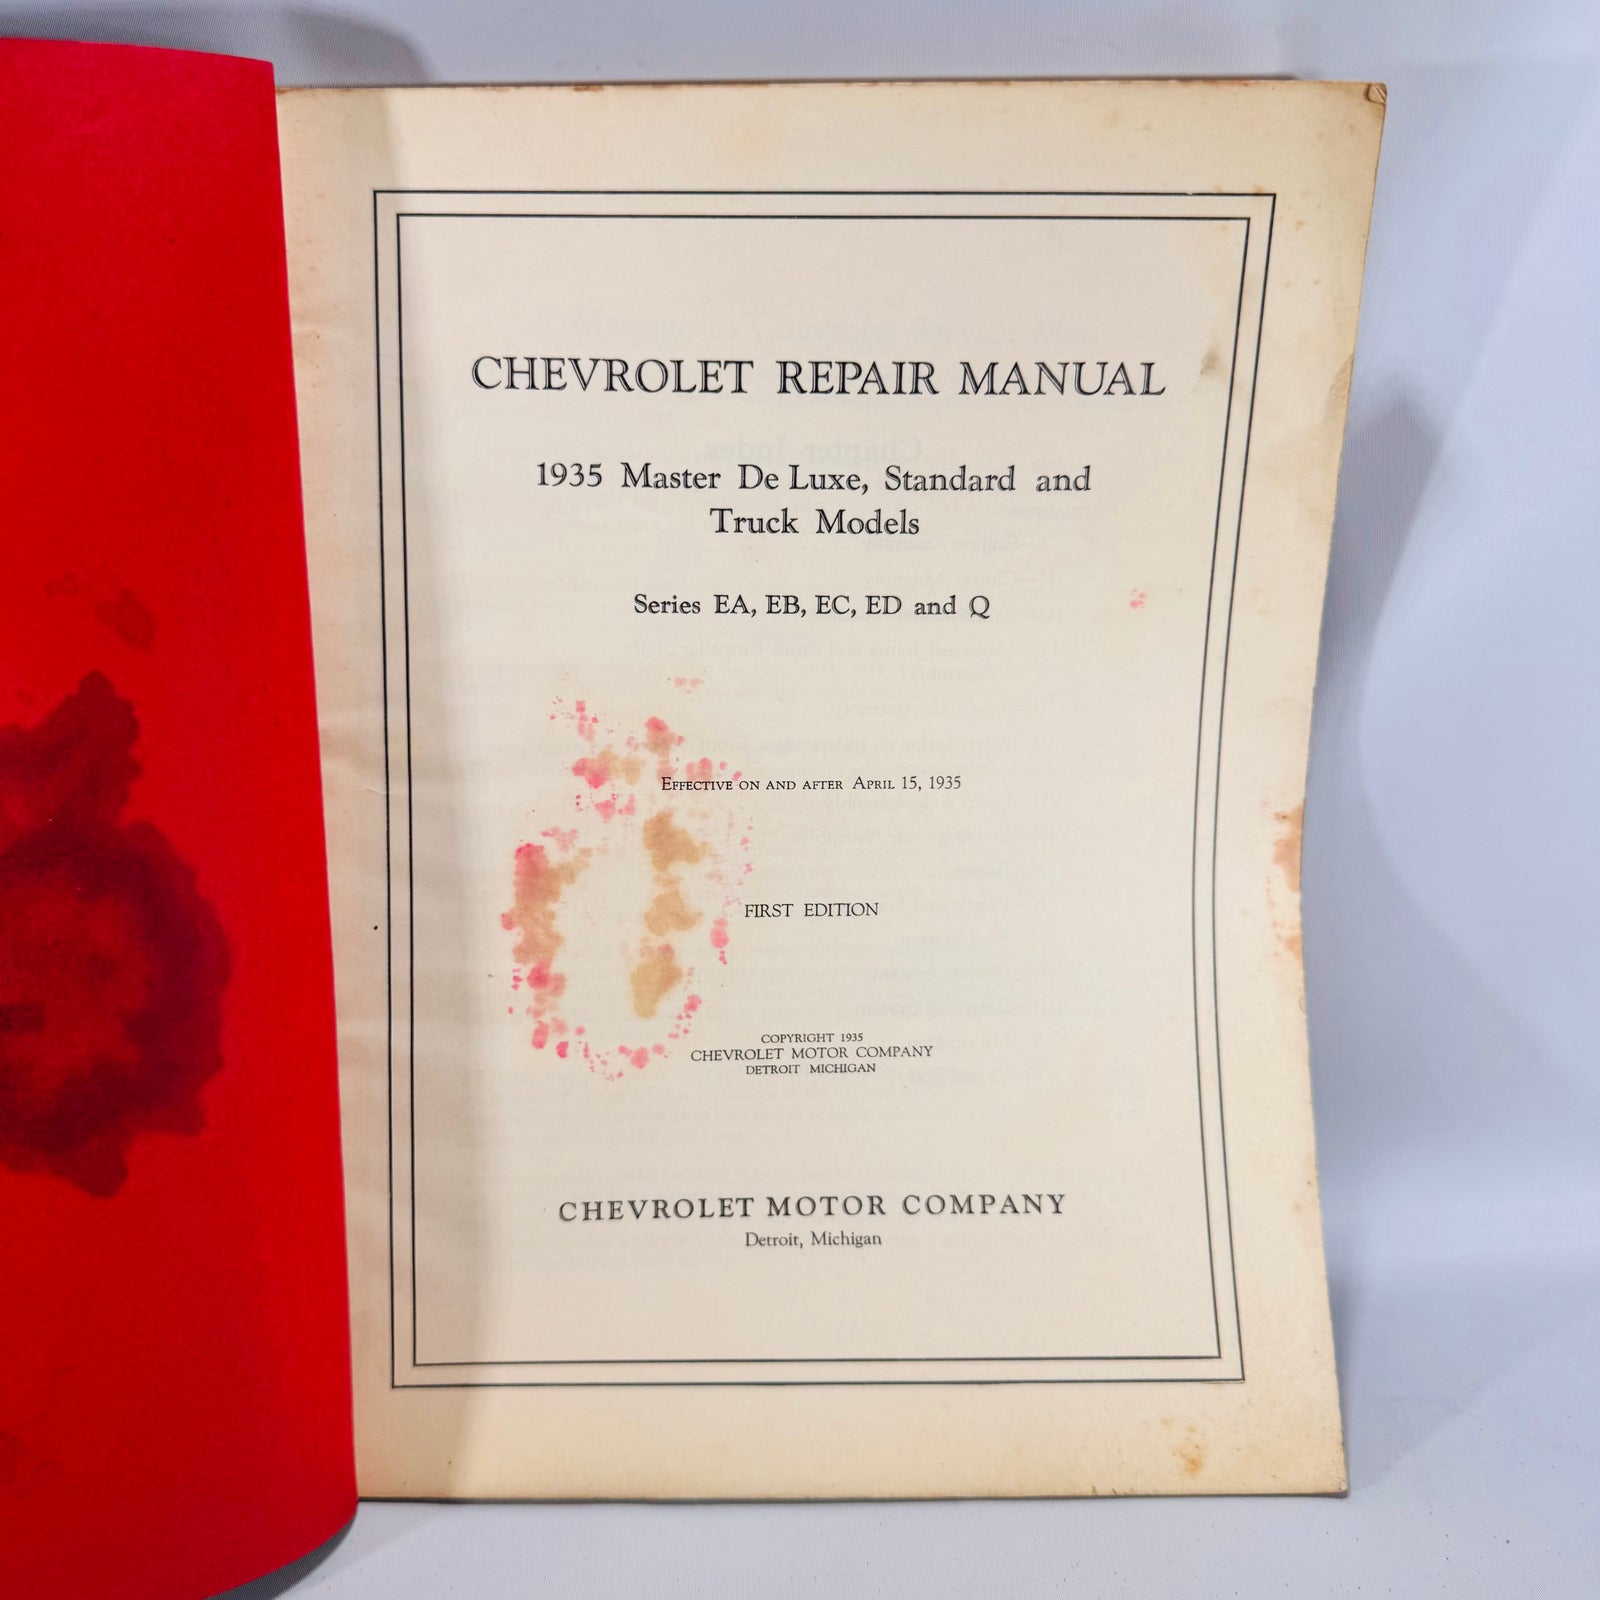 CHEVROLET REPAIR MANUAL
1935 Master De Luxe, Standard and
Truck Models
Series EA, EB, EC, ED and Q
Effective on and after April 15, 1935
FIRST EDITION
COPYRIGHT 1935
CHEVROLET MOTOR COMPANY
DETROIT MICHIGAN
CHEVROLET MOTOR COMPANY
Detroit, Michigan